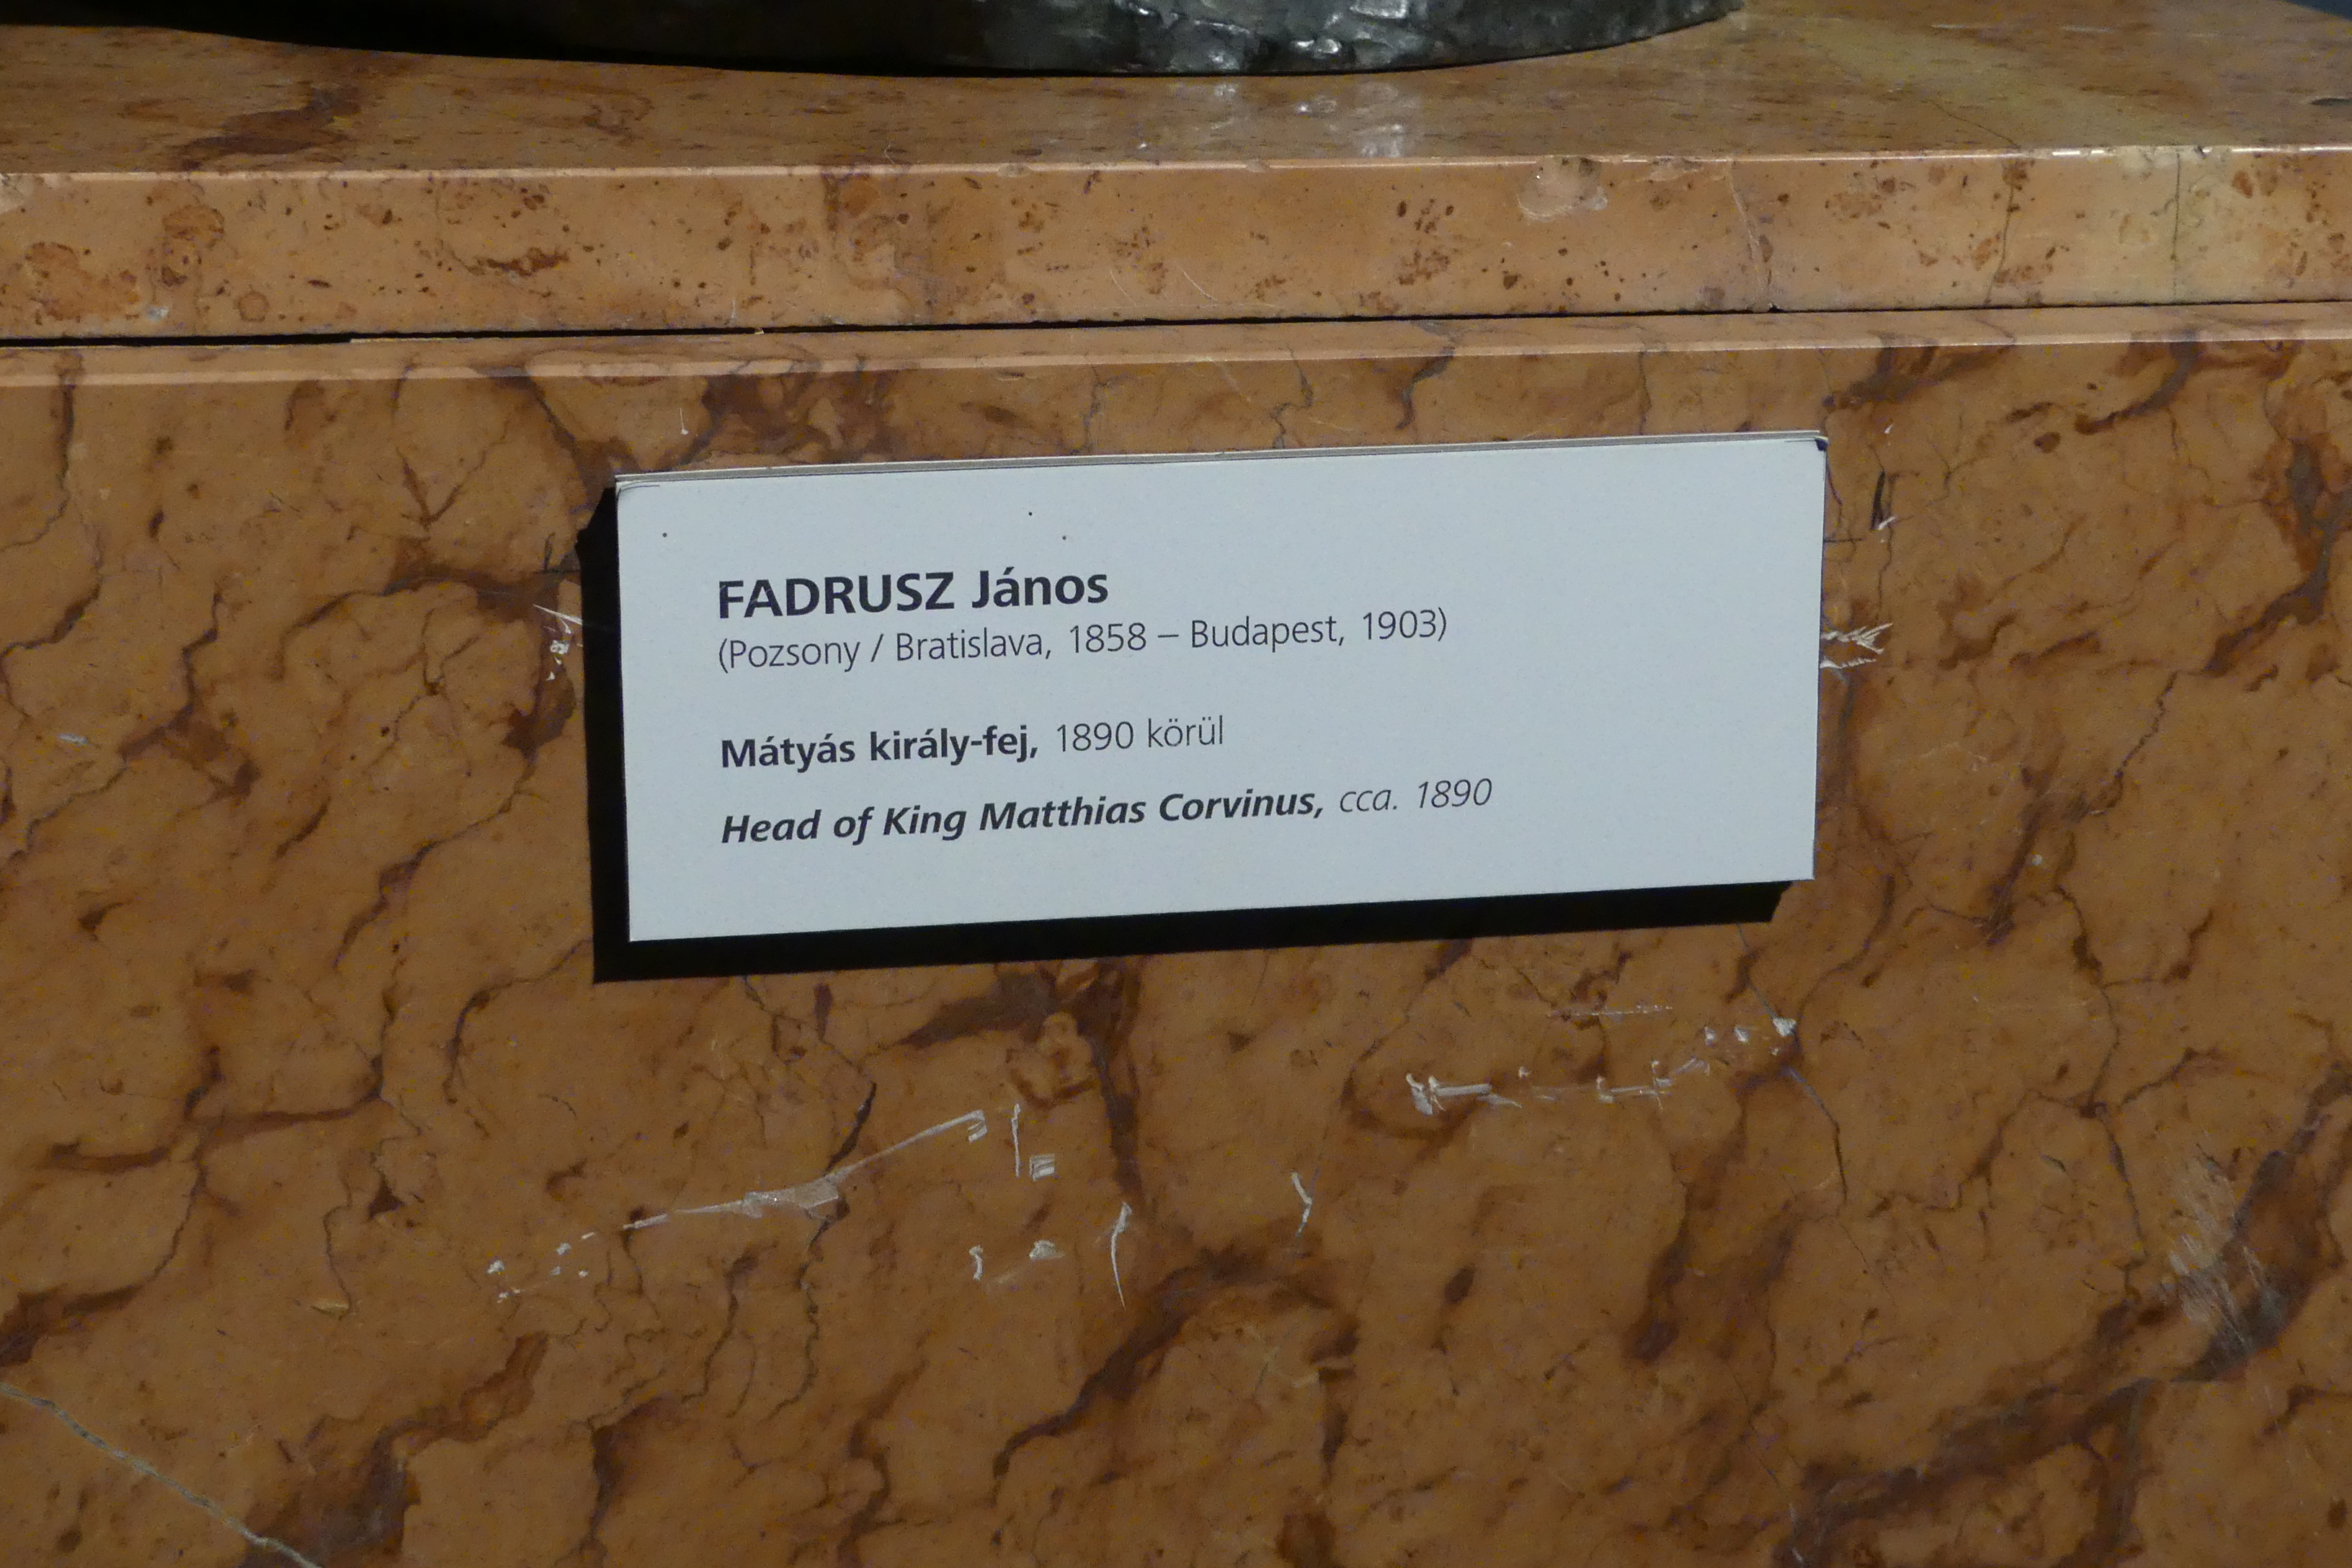 FADRUSZ János
(Pozsony / Bratislava, 1858 – Budapest, 1903)
Mátyás király-fej, 1890 körül
Head of King Matthias Corvinus, cca. 1890